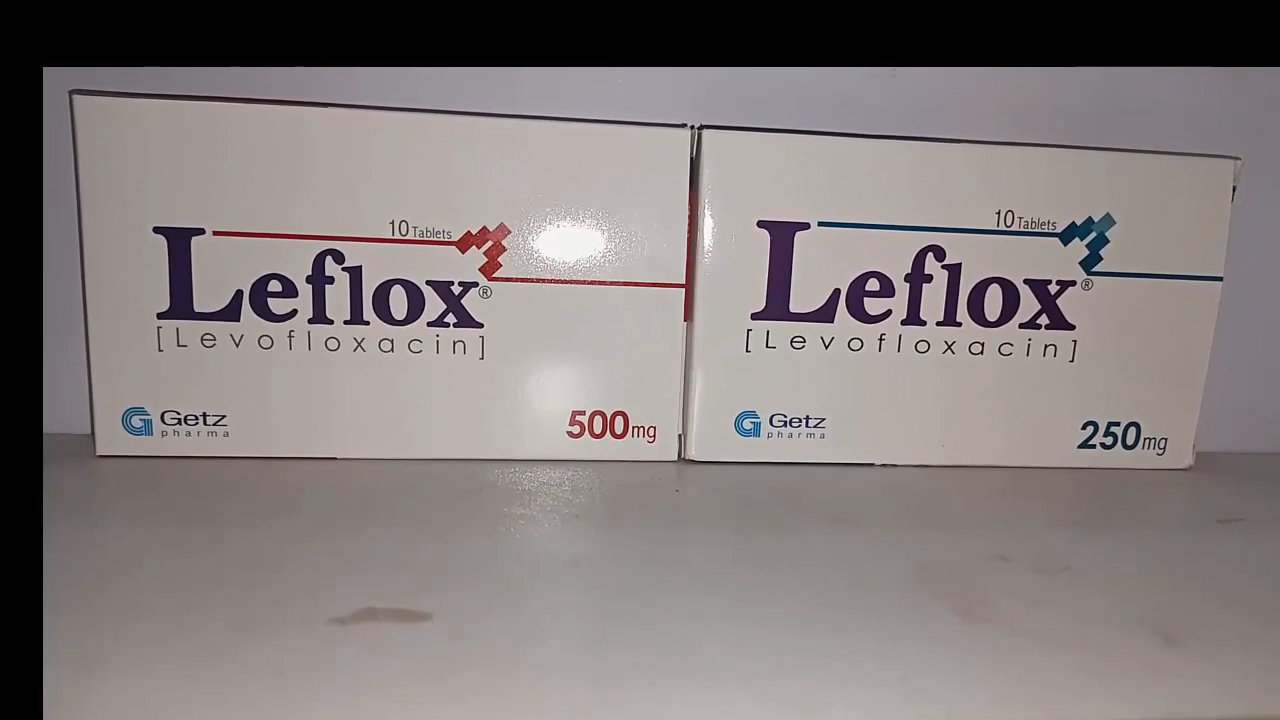 10 Tablets
Leflox®
[Levofloxacin]
Getz
pharma
500mg
10 Tablets
Leflox®
[Levofloxacin]
Getz
pharma
250mg